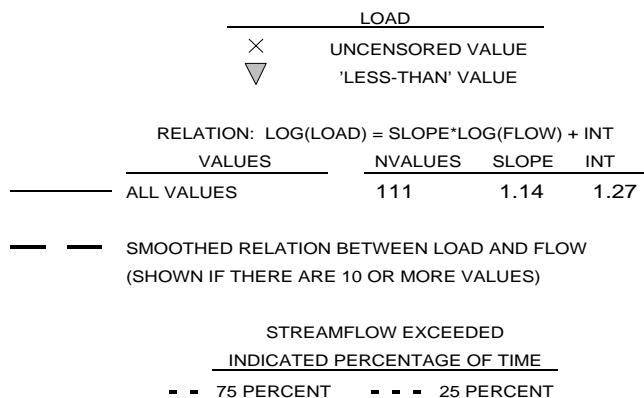 LOAD
UNCENSORED VALUE
'LESS-THAN' VALUE
RELATION: LOG(LOAD) = SLOPE*LOG(FLOW) + INT
VALUES NVALUES SLOPE INT
ALL VALUES 111 1.14 1.27
SMOOTHED RELATION BETWEEN LOAD AND FLOW
(SHOWN IF THERE ARE 10 OR MORE VALUES)
STREAMFLOW EXCEEDED
INDICATED PERCENTAGE OF TIME
75 PERCENT 25 PERCENT